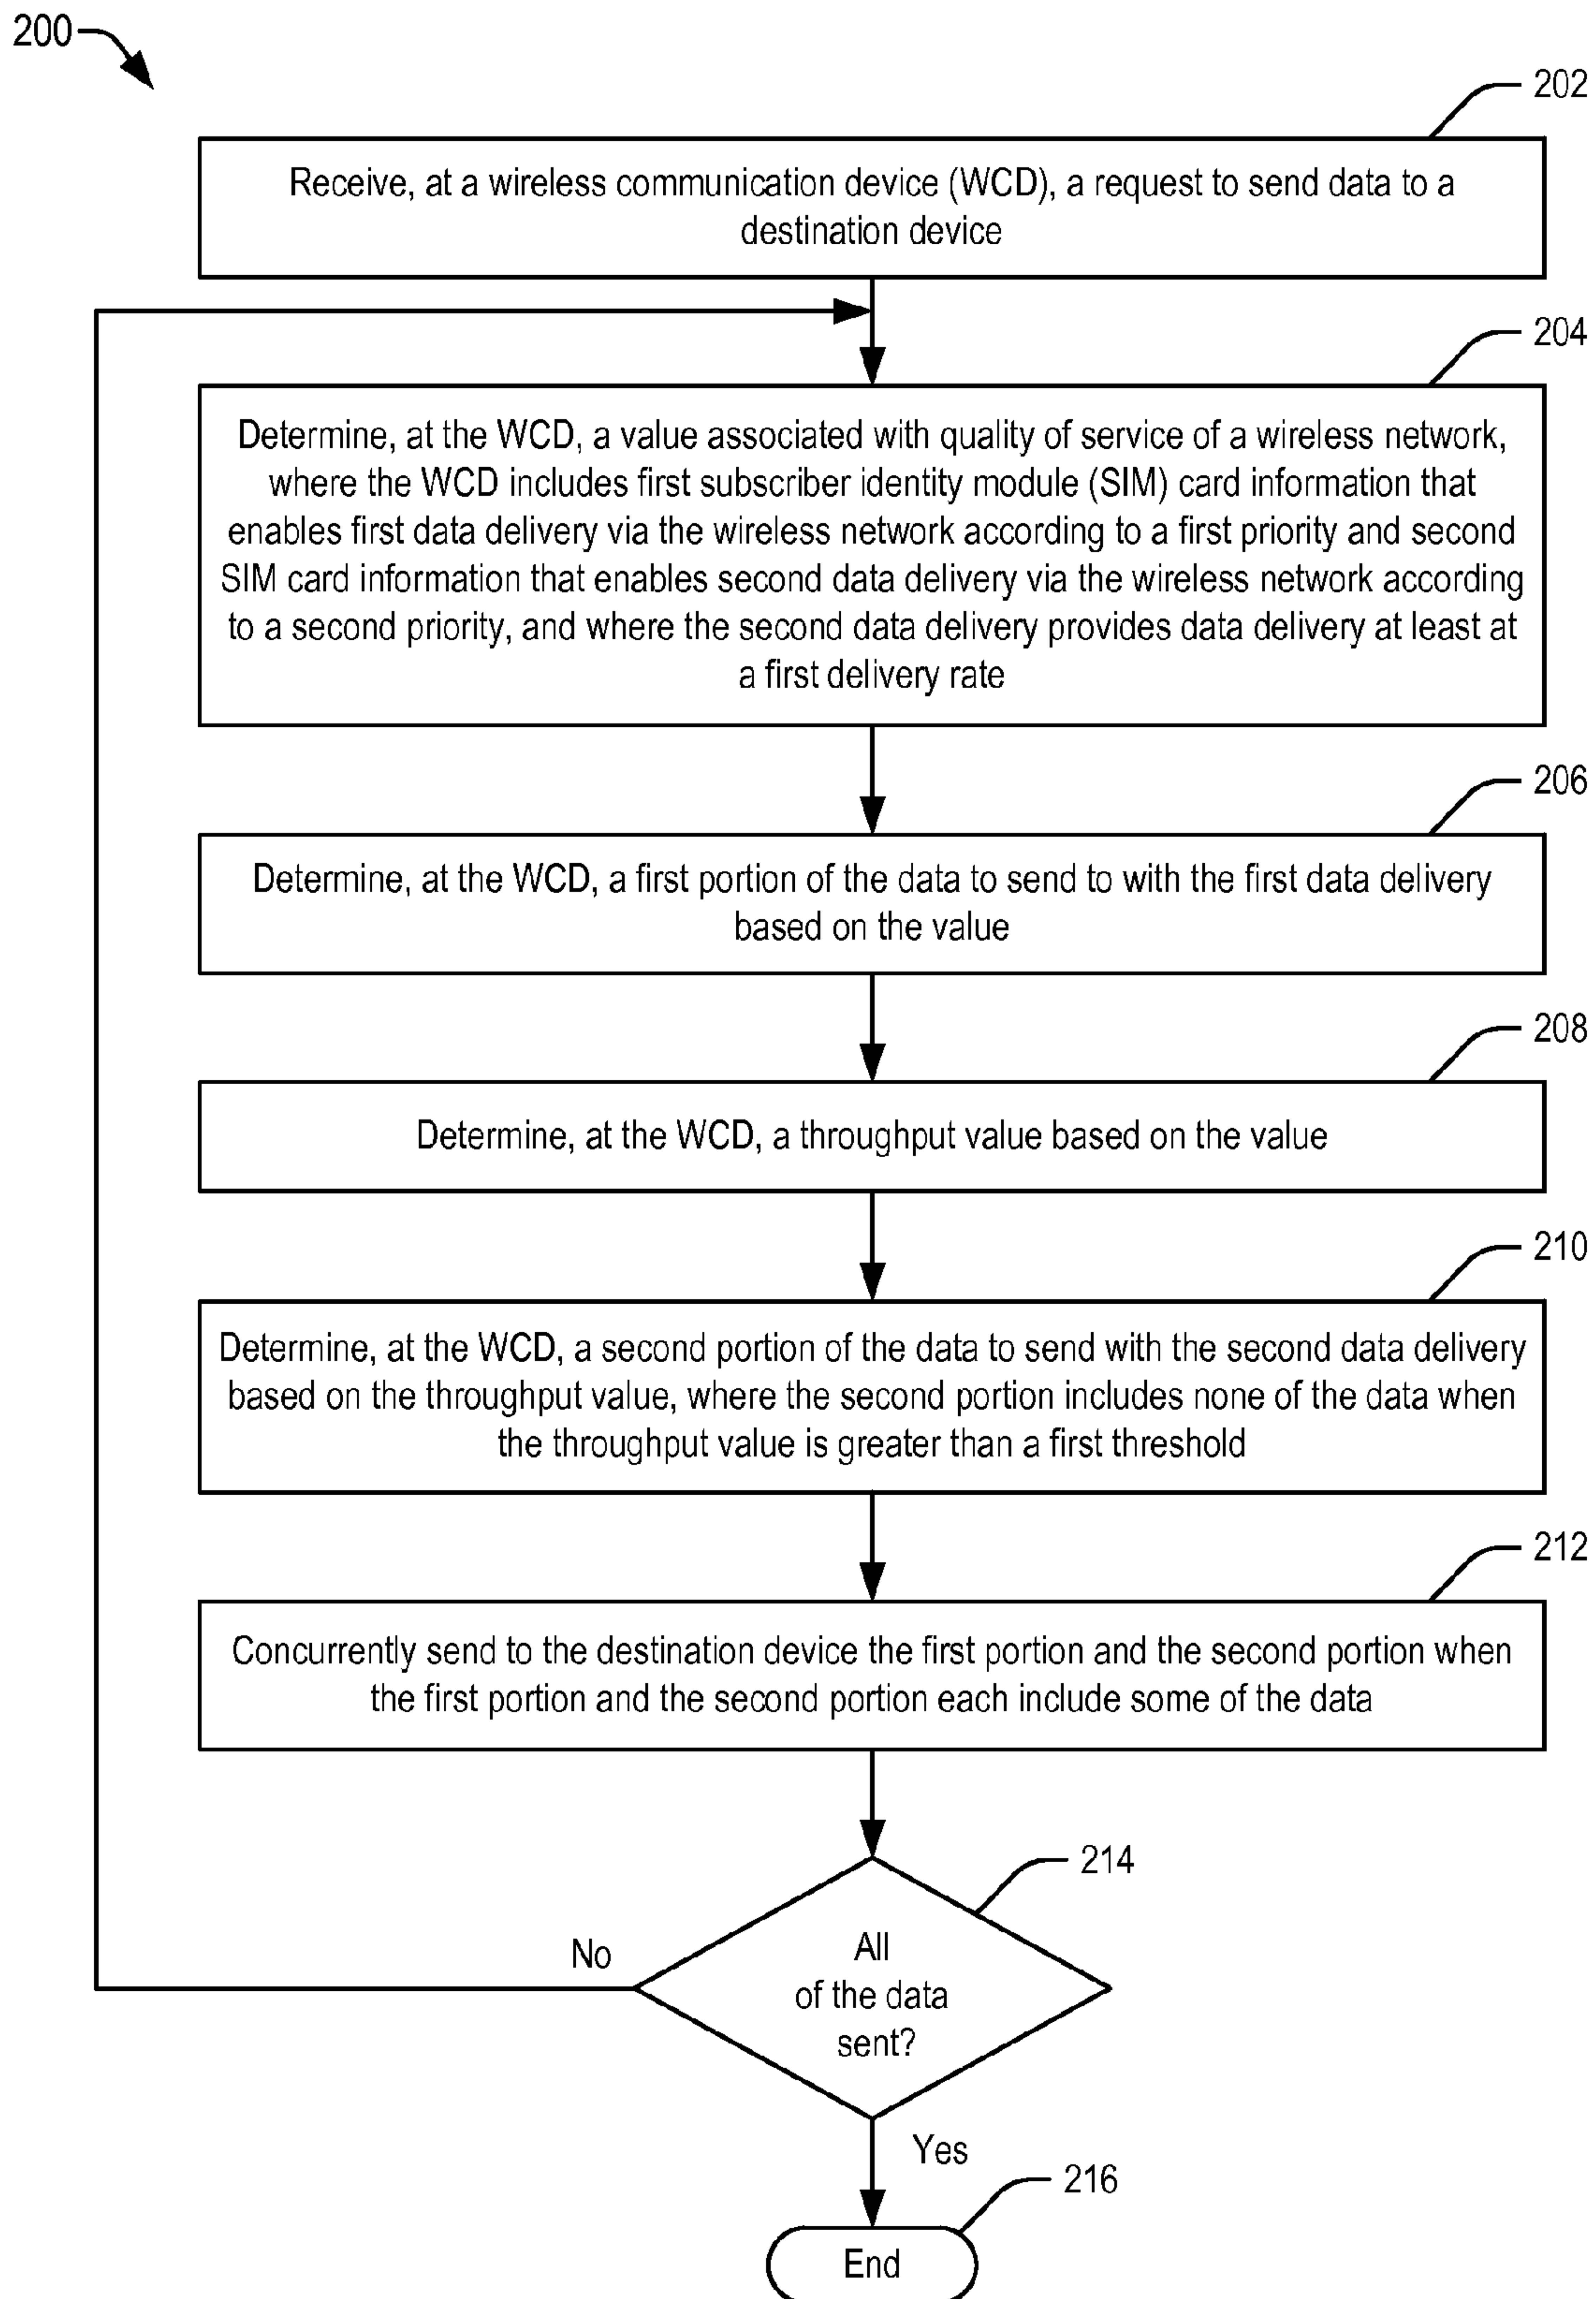 200
202
Receive, at a wireless communication device (WCD), a request to send data to a
destination device
204
Determine, at the WCD, a value associated with quality of service of a wireless network,
where the WCD includes first subscriber identity module (SIM) card information that
enables first data delivery via the wireless network according to a first priority and second
SIM card information that enables second data delivery via the wireless network according
to a second priority, and where the second data delivery provides data delivery at least at
a first delivery rate
206
Determine, at the WCD, a first portion of the data to send to with the first data delivery
based on the value
208
Determine, at the WCD, a throughput value based on the value
210
Determine, at the WCD, a second portion of the data to send with the second data delivery
based on the throughput value, where the second portion includes none of the data when
the throughput value is greater than a first threshold
212
Concurrently send to the destination device the first portion and the second portion when
the first portion and the second portion each include some of the data
214
No
All
of the data
sent?
Yes
216
End